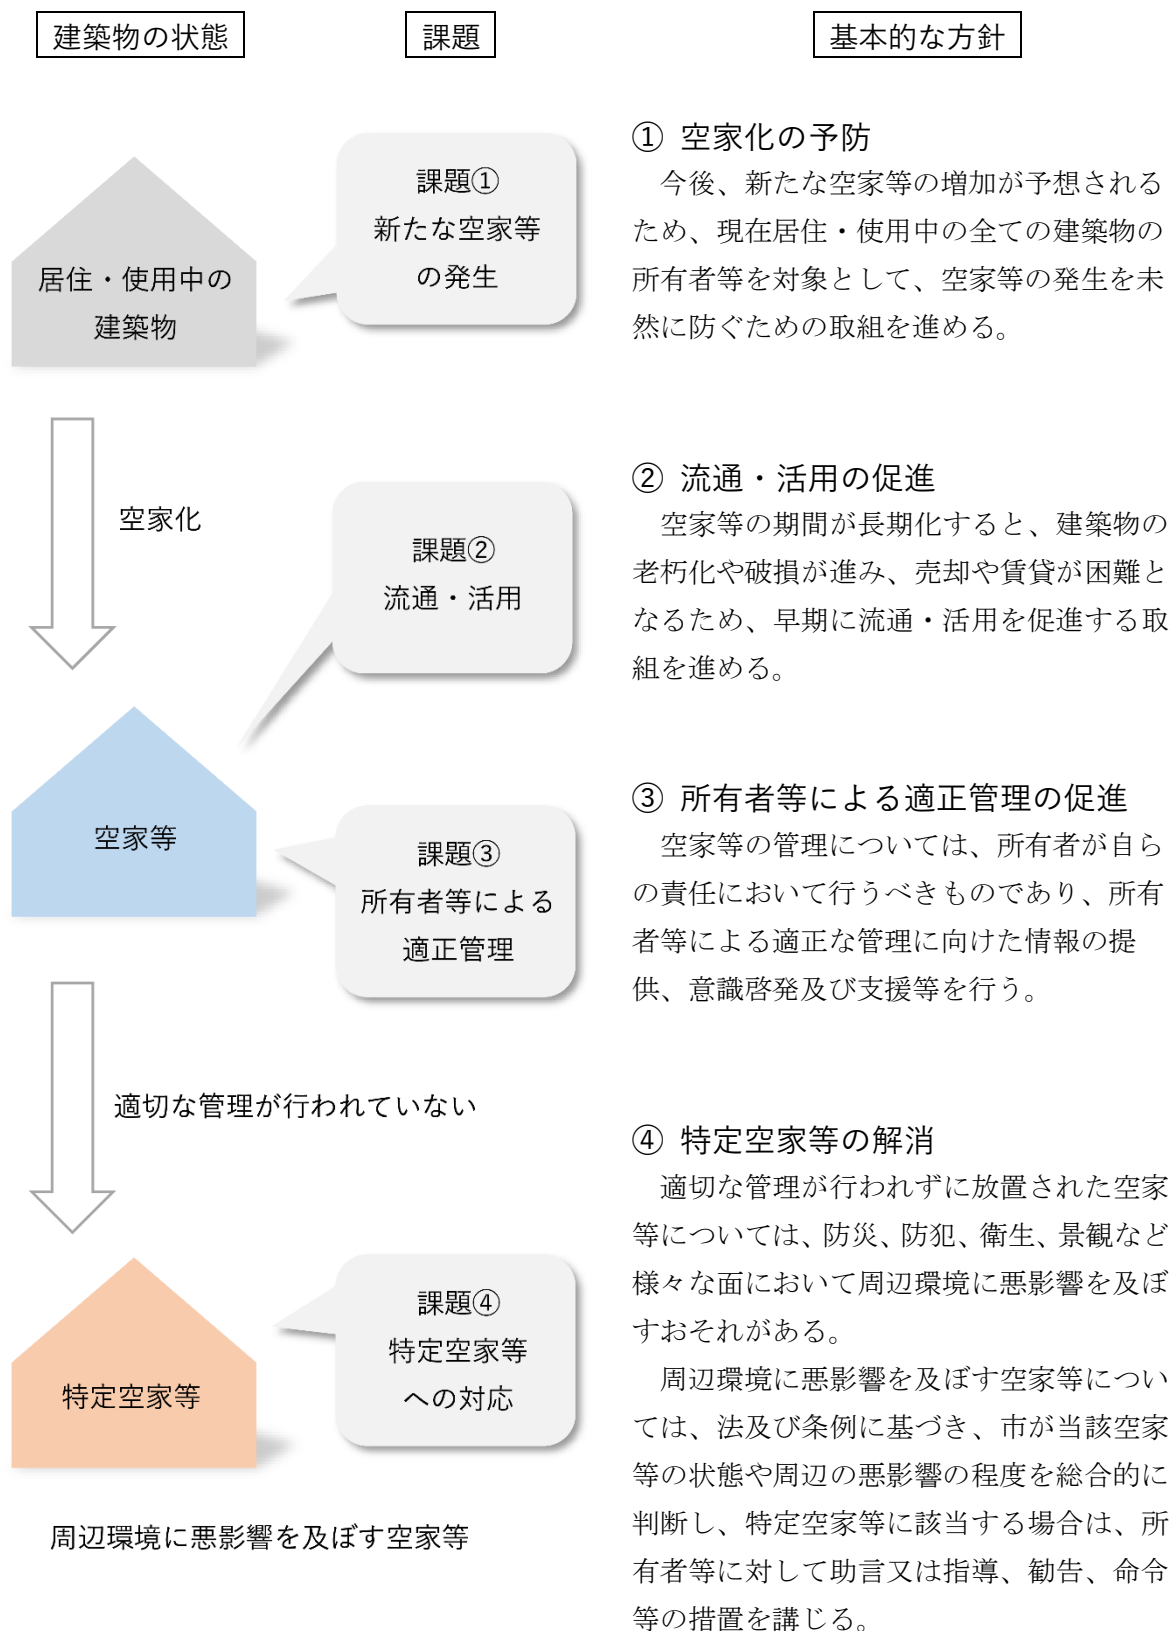 建築物の状態
課題
基本的な方針
居住・使用中の
建築物
課題①
新たな空家等
の発生
① 空家化の予防
今後、新たな空家等の増加が予想される
ため、現在居住・使用中の全ての建築物の
所有者等を対象として、空家等の発生を未
然に防ぐための取組を進める。
空家化
課題②
流通・活用
② 流通・活用の促進
空家等の期間が長期化すると、建築物の
老朽化や破損が進み、売却や賃貸が困難と
なるため、早期に流通・活用を促進する取
組を進める。
空家等
課題③
所有者等による
適正管理
③ 所有者等による適正管理の促進
空家等の管理については、所有者が自ら
の責任において行うべきものであり、所有
者等による適正な管理に向けた情報の提
供、意識啓発及び支援等を行う。
適切な管理が行われていない
特定空家等
課題④
特定空家等
への対応
周辺環境に悪影響を及ぼす空家等
④ 特定空家等の解消
適切な管理が行われずに放置された空家
等については、防災、防犯、衛生、景観など
様々な面において周辺環境に悪影響を及ぼ
すおそれがある。
周辺環境に悪影響を及ぼす空家等につい
ては、法及び条例に基づき、市が当該空家
等の状態や周辺の悪影響の程度を総合的に
判断し、特定空家等に該当する場合は、所
有者等に対して助言又は指導、勧告、命令
等の措置を講じる。